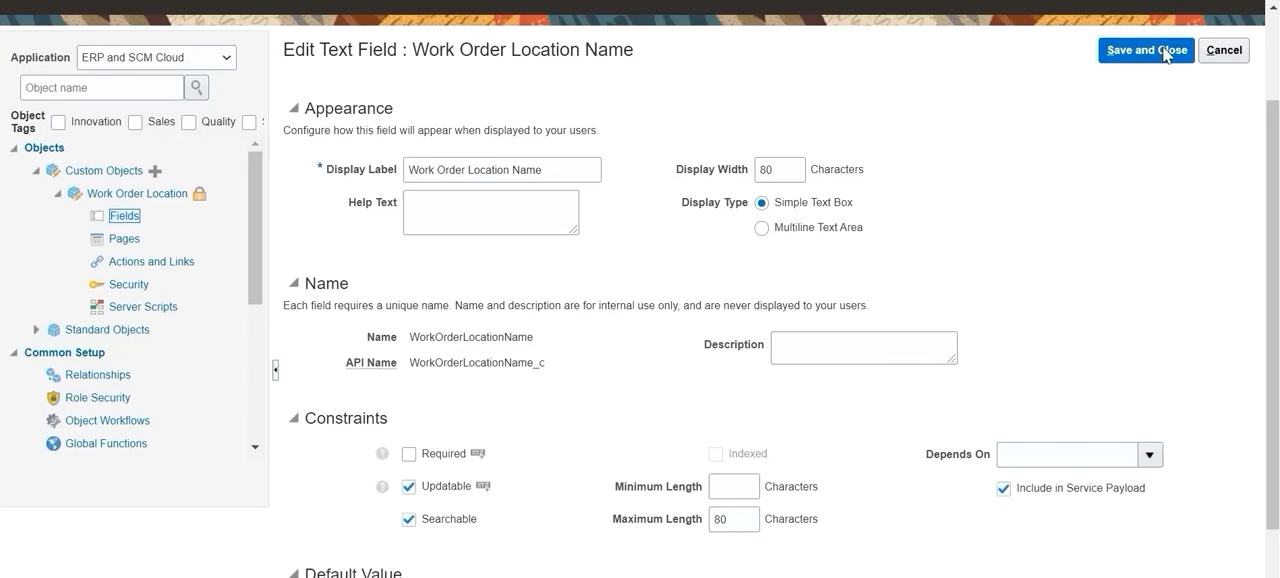 Application ERP and SCM Cloud
Object name
Object Tags Innovation Sales Quality
Objects
Custom Objects
Work Order Location
Fields
Pages
Actions and Links
Security
Server Scripts
Standard Objects
Common Setup
Relationships
Role Security
Object Workflows
Global Functions
Edit Text Field : Work Order Location Name
Save and Close Cancel
Appearance
Configure how this field will appear when displayed to your users.
* Display Label Work Order Location Name
Display Width 80 Characters
Help Text
Display Type Simple Text Box
Multiline Text Area
Name
Each field requires a unique name. Name and description are for internal use only, and are never displayed to your users.
Name WorkOrderLocationName
Description
API Name WorkOrderLocationName_c
Constraints
Required Indexed Depends On
Updatable Minimum Length Characters Include in Service Payload
Searchable Maximum Length 80 Characters
Default Value